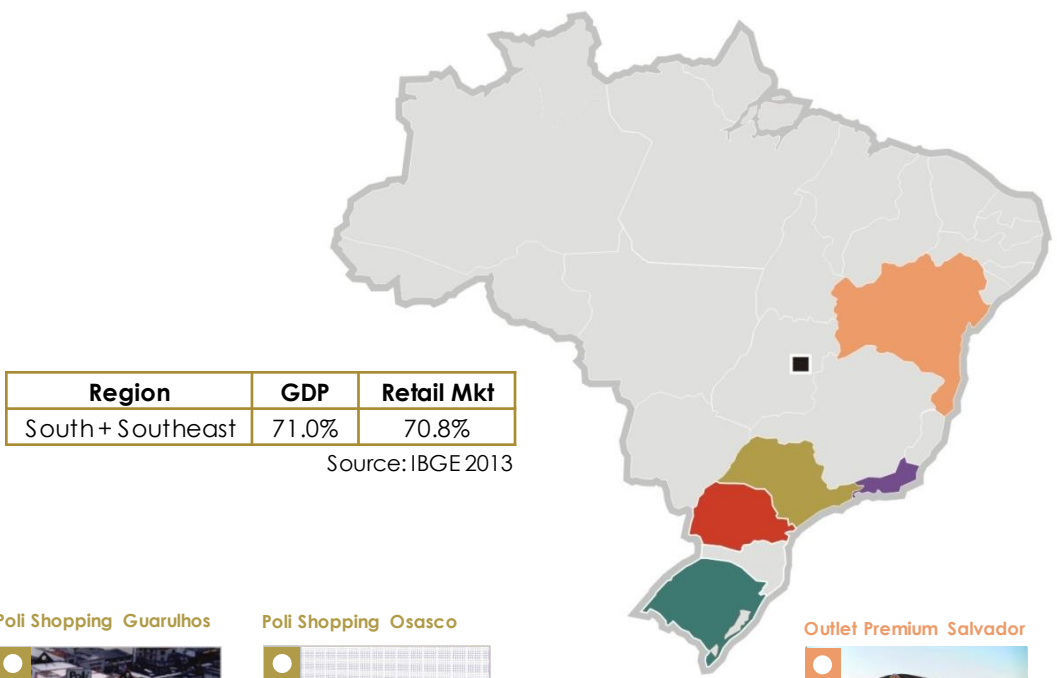 Region GDP Retail Mkt
South + Southeast 71.0% 70.8%
Source: IBGE 2013
Poli Shopping Guarulhos
Poli Shopping Osasco
Outlet Premium Salvador